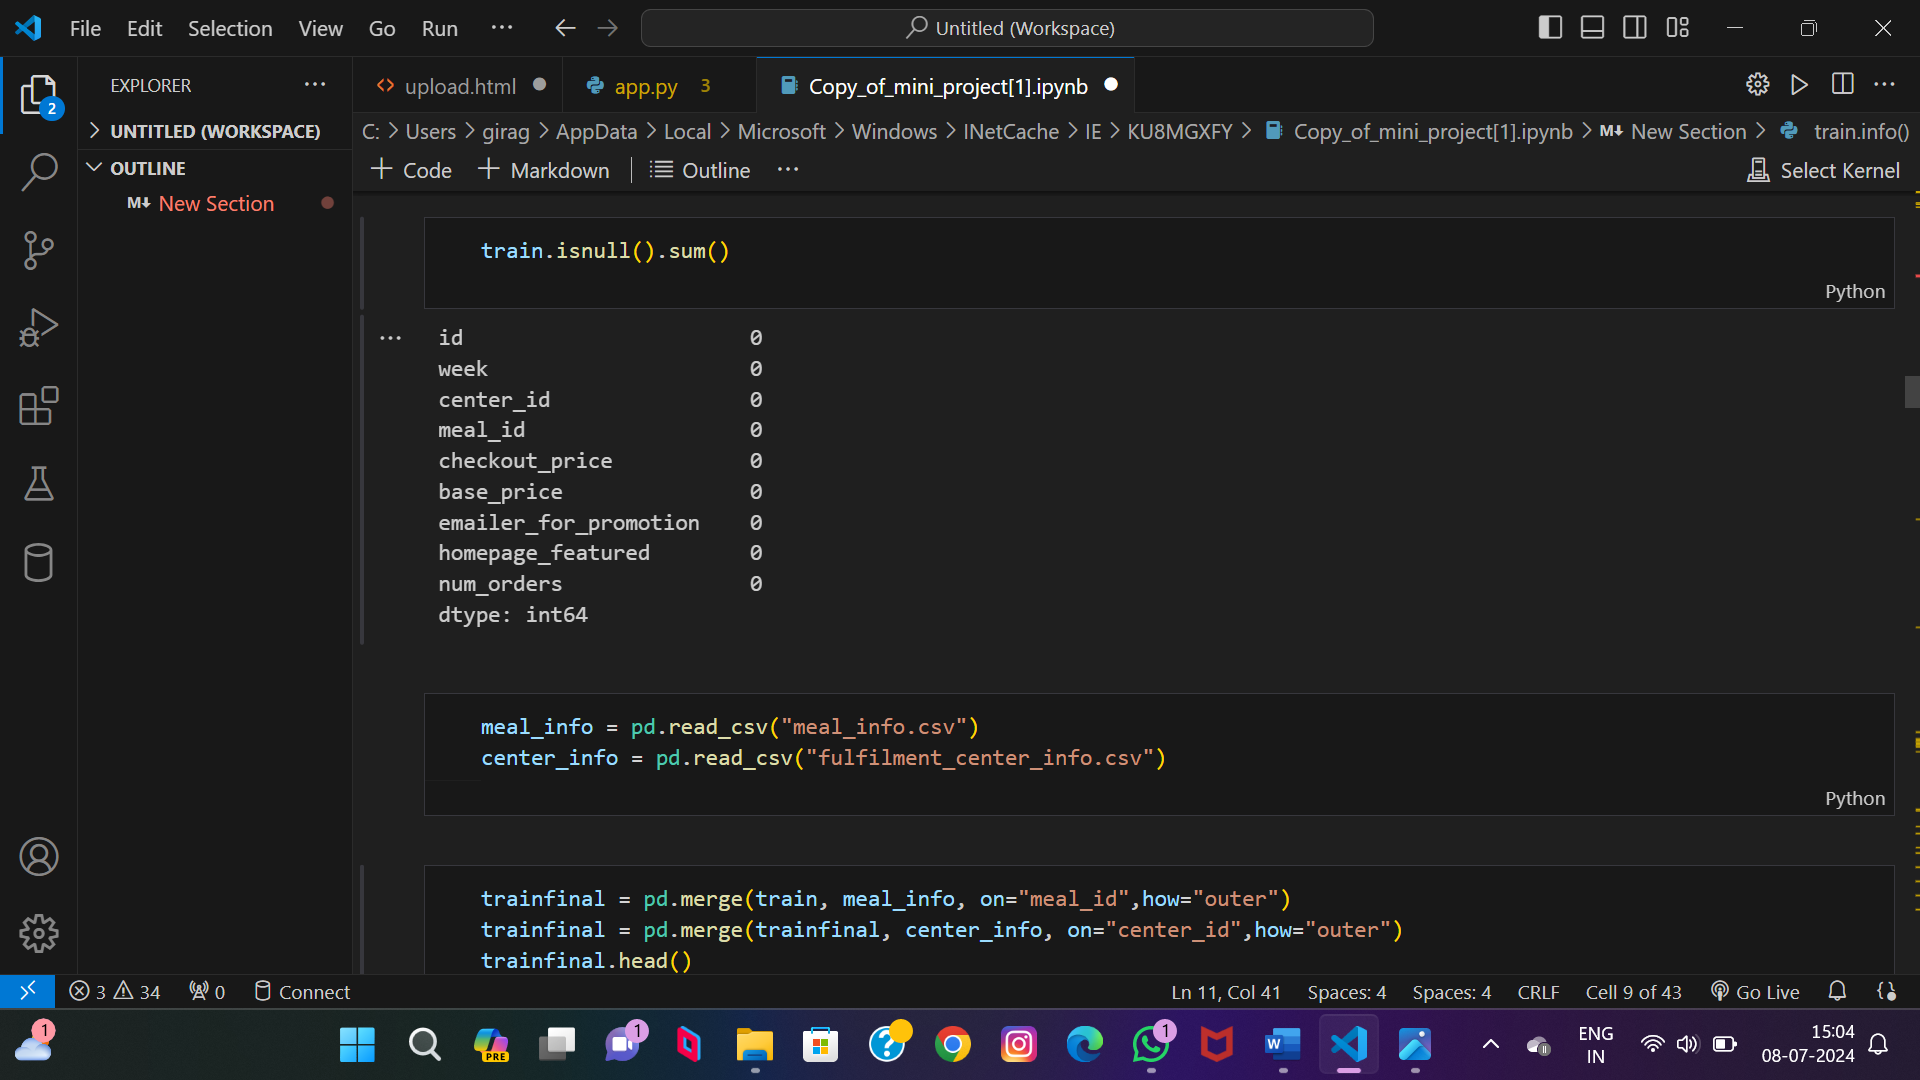 File Edit Selection View Go Run ··· Untitled (Workspace)
EXPLORER ···
upload.html app.py 3 Copy_of_mini_project[1].ipynb ···
2
UNTITLED (WORKSPACE)
C: > Users > girag > AppData > Local > Microsoft > Windows > INetCache > IE > KU8MGXFY > Copy_of_mini_project[1].ipynb > M↓ New Section > train.info()
OUTLINE
+ Code + Markdown | Outline ··· Select Kernel
M↓ New Section
train.isnull().sum()
Python
··· id 0
week 0
center_id 0
meal_id 0
checkout_price 0
base_price 0
emailer_for_promotion 0
homepage_featured 0
num_orders 0
dtype: int64
meal_info = pd.read_csv("meal_info.csv")
center_info = pd.read_csv("fulfilment_center_info.csv")
Python
trainfinal = pd.merge(train, meal_info, on="meal_id",how="outer")
trainfinal = pd.merge(trainfinal, center_info, on="center_id",how="outer")
trainfinal.head()
3 34 0 Connect Ln 11, Col 41 Spaces: 4 Spaces: 4 CRLF Cell 9 of 43 Go Live
1 PRE 1 1 W ENG
IN
15:04
08-07-2024